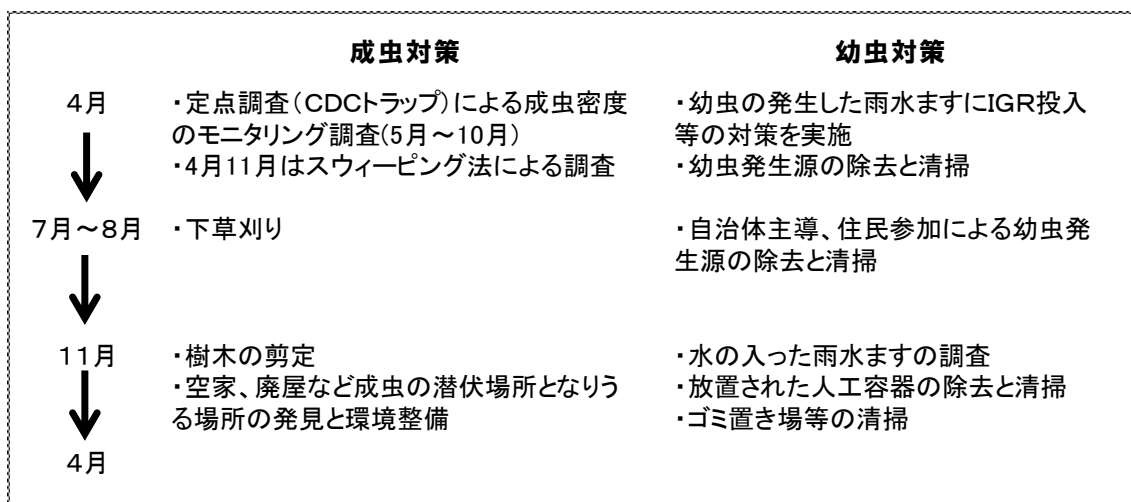 成虫対策 幼虫対策
4月 ・定点調査(CDCトラップ)による成虫密度 ・幼虫の発生した雨水ますにIGR投入
のモニタリング調査(5月～10月) 等の対策を実施
・4月11月はスウィーピング法による調査 ・幼虫発生源の除去と清掃
7月～8月 ・下草刈り ・自治体主導、住民参加による幼虫発
生源の除去と清掃
11月 ・樹木の剪定 ・水の入った雨水ますの調査
・空家、廃屋など成虫の潜伏場所となりう ・放置された人工容器の除去と清掃
る場所の発見と環境整備 ・ゴミ置き場等の清掃
4月